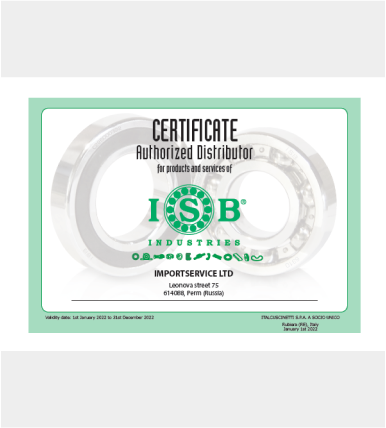 CERTIFICATE
Authorized Distributor
for products and services of
ISB®
INDUSTRIES
IMPORTSERVICE LTD
Leonova street 75
614088, Perm (Russia)
Validity date: 1st January 2022 to 31st December 2022
ITALCUSCINETTI S.P.A. A SOCIO UNICO
Rubiera (RE), Italy
January 1st 2022